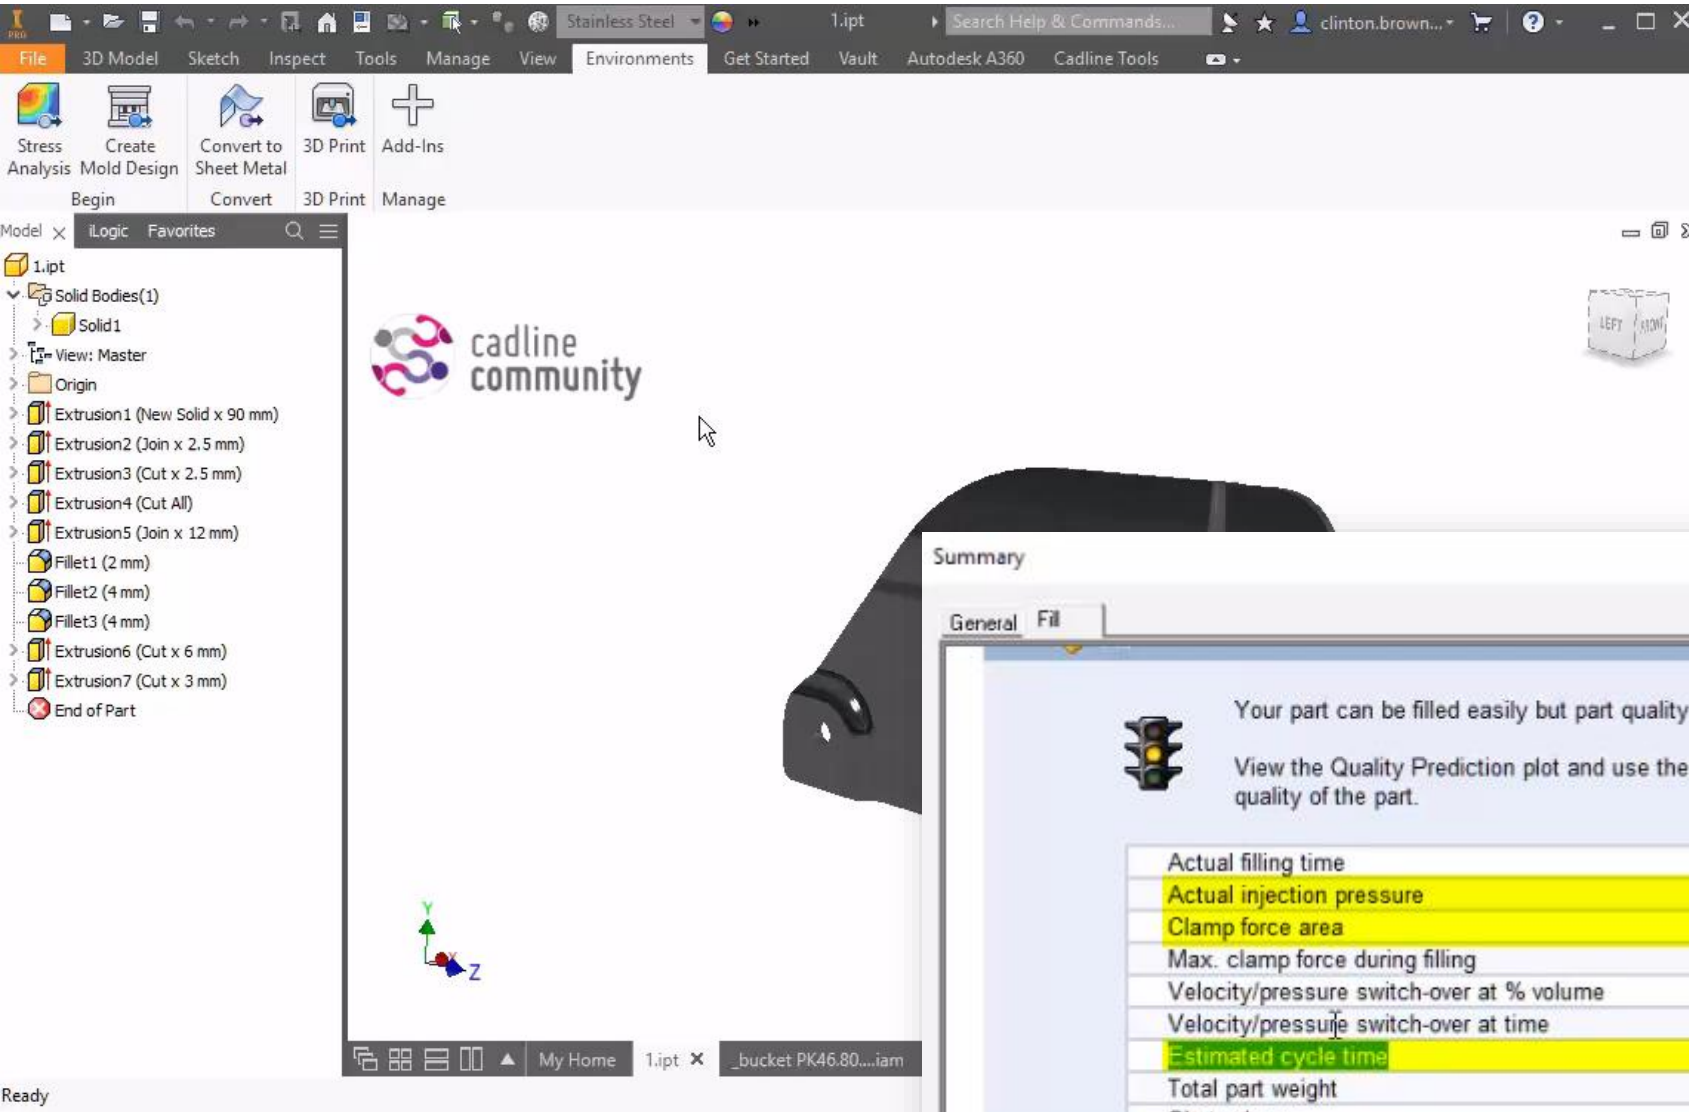 PRO
Stainless Steel
1.ipt
Search Help & Commands...
clinton.brown...
File 3D Model Sketch Inspect Tools Manage View Environments Get Started Vault Autodesk A360 Cadline Tools
Stress Analysis
Create Mold Design
Convert to Sheet Metal
3D Print
Add-Ins
Begin Convert 3D Print Manage
Model iLogic Favorites
1.ipt
Solid Bodies(1)
Solid1
View: Master
Origin
Extrusion1 (New Solid x 90 mm)
Extrusion2 (Join x 2.5 mm)
Extrusion3 (Cut x 2.5 mm)
Extrusion4 (Cut All)
Extrusion5 (Join x 12 mm)
Fillet1 (2 mm)
Fillet2 (4 mm)
Fillet3 (4 mm)
Extrusion6 (Cut x 6 mm)
Extrusion7 (Cut x 3 mm)
End of Part
cadline
community
LEFT FRONT
Y
X
Z
Summary
General Fill
Your part can be filled easily but part quality
View the Quality Prediction plot and use the
quality of the part.
Actual filling time
Actual injection pressure
Clamp force area
Max. clamp force during filling
Velocity/pressure switch-over at % volume
Velocity/pressure switch-over at time
Estimated cycle time
Total part weight
My Home 1.ipt _bucket PK46.80....iam
Ready